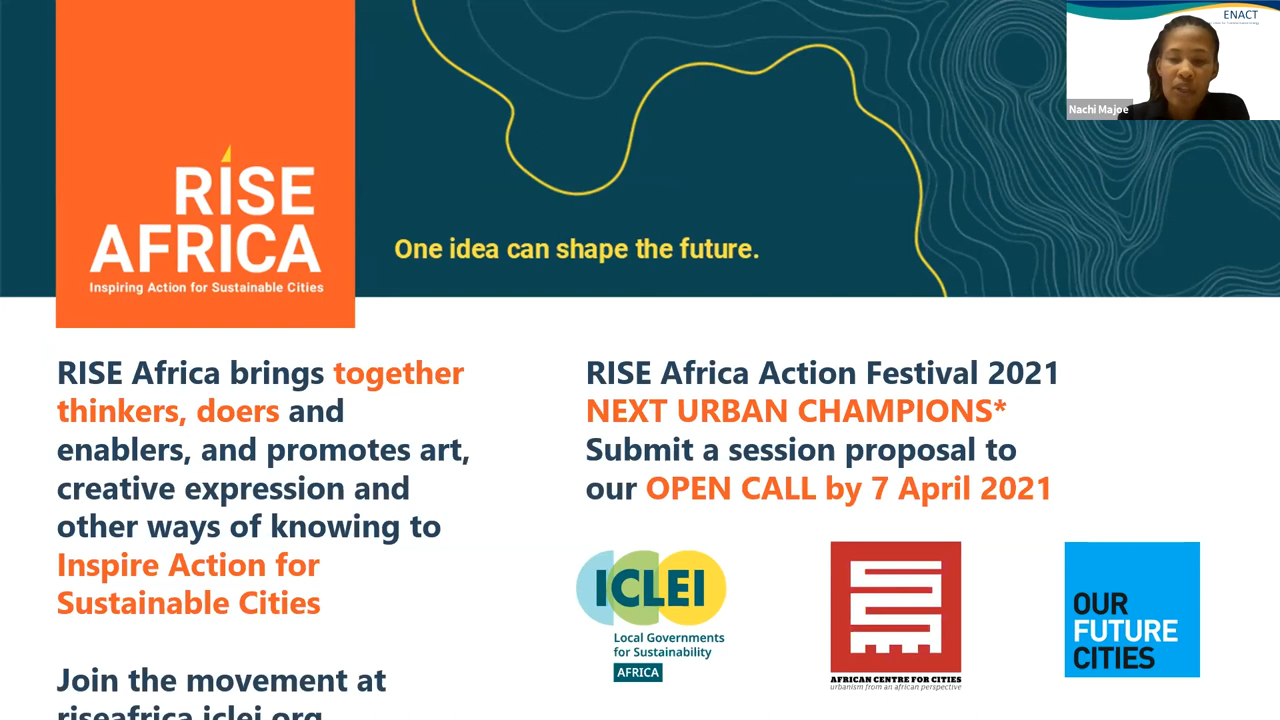 RISE
AFRICA
Inspiring Action for Sustainable Cities
One idea can shape the future.
ENACT
Nachi Majoe
RISE Africa brings together
thinkers, doers and
enablers, and promotes art,
creative expression and
other ways of knowing to
Inspire Action for
Sustainable Cities
Join the movement at
riseafrica.iclei.org
RISE Africa Action Festival 2021
NEXT URBAN CHAMPIONS*
Submit a session proposal to
our OPEN CALL by 7 April 2021
ICLEI
Local Governments
for Sustainability
AFRICA
AFRICAN CENTRE FOR CITIES
urbanism from an african perspective
OUR
FUTURE
CITIES